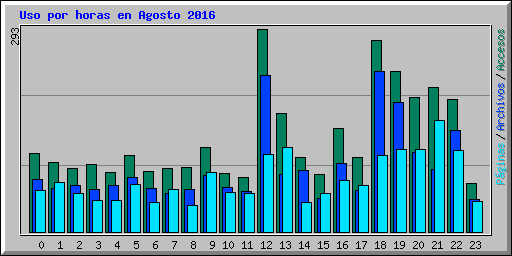 Uso por horas en Agosto 2016
293
Páginas / Archivos / Accesos
0 1 2 3 4 5 6 7 8 9 10 11 12 13 14 15 16 17 18 19 20 21 22 23